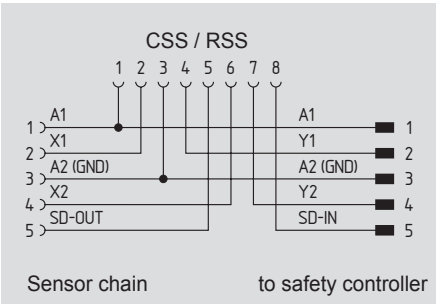 CSS / RSS
1 2 3 4 5 6 7 8
A1 A1
1 1
X1 Y1
2 2
A2 (GND) A2 (GND)
3 3
X2 Y2
4 4
SD-OUT SD-IN
5 5
Sensor chain to safety controller